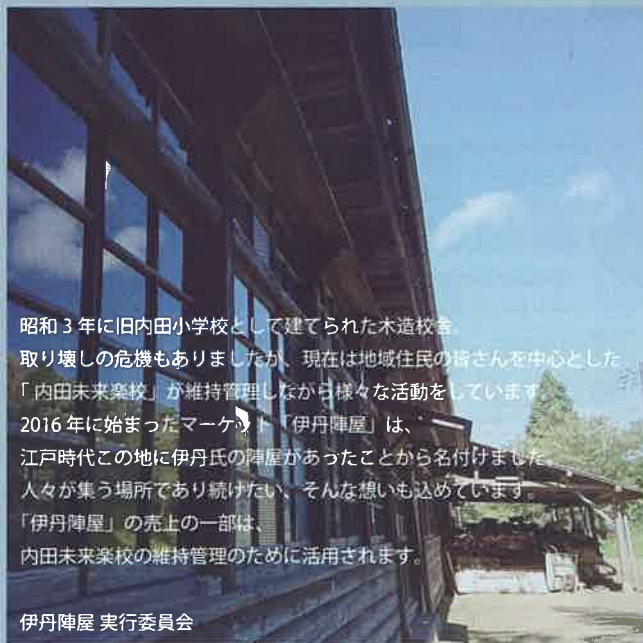 昭和 3 年に旧内田小学校として建てられた木造校舎。
取り壊しの危機もありましたが、現在は地域住民の皆さんを中心とした
「 内田未来楽校」が維持管理しながら様々な活動をしています。
2016 年に始まったマーケット「伊丹陣屋」は、
江戸時代この地に伊丹氏の陣屋があったことから名付けました。
人々が集う場所であり続けたい、そんな想いも込めています。
「伊丹陣屋」の売上の一部は、
内田未来楽校の維持管理のために活用されます。
伊丹陣屋 実行委員会